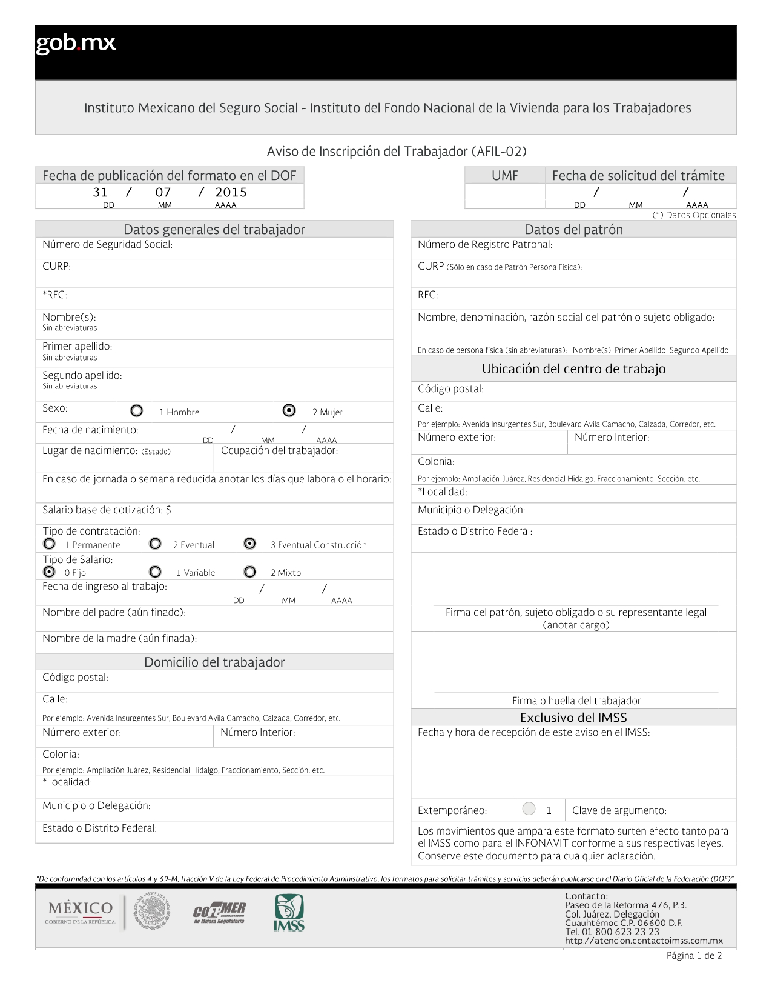 gob.mx
Instituto Mexicano del Seguro Social - Instituto del Fondo Nacional de la Vivienda para los Trabajadores
Aviso de Inscripción del Trabajador (AFIL-02)
Fecha de publicación del formato en el DOF
31 / 07 / 2015
DD MM AAAA
UMF Fecha de solicitud del trámite
/ /
DD MM AAAA
(*) Datos Opcionales
Datos generales del trabajador
Número de Seguridad Social:
CURP:
*RFC:
Nombre(s):
Sin abreviaturas
Primer apellido:
Sin abreviaturas
Segundo apellido:
Sin abreviaturas
Sexo: 1 Hombre 2 Mujer
Fecha de nacimiento: / /
DD MM AAAA
Lugar de nacimiento: (Estado) Ocupación del trabajador:
En caso de jornada o semana reducida anotar los días que labora o el horario:
Salario base de cotización: $
Tipo de contratación:
1 Permanente 2 Eventual 3 Eventual Construcción
Tipo de Salario:
0 Fijo 1 Variable 2 Mixto
Fecha de ingreso al trabajo: / /
DD MM AAAA
Nombre del padre (aún finado):
Nombre de la madre (aún finada):
Domicilio del trabajador
Código postal:
Calle:
Por ejemplo: Avenida Insurgentes Sur, Boulevard Avila Camacho, Calzada, Corredor, etc.
Número exterior: Número Interior:
Colonia:
Por ejemplo: Ampliación Juárez, Residencial Hidalgo, Fraccionamiento, Sección, etc.
*Localidad:
Municipio o Delegación:
Estado o Distrito Federal:
Datos del patrón
Número de Registro Patronal:
CURP (Sólo en caso de Patrón Persona Física):
RFC:
Nombre, denominación, razón social del patrón o sujeto obligado:
En caso de persona física (sin abreviaturas): Nombre(s) Primer Apellido Segundo Apellido
Ubicación del centro de trabajo
Código postal:
Calle:
Por ejemplo: Avenida Insurgentes Sur, Boulevard Avila Camacho, Calzada, Corredor, etc.
Número exterior: Número Interior:
Colonia:
Por ejemplo: Ampliación Juárez, Residencial Hidalgo, Fraccionamiento, Sección, etc.
*Localidad:
Municipio o Delegación:
Estado o Distrito Federal:
Firma del patrón, sujeto obligado o su representante legal
(anotar cargo)
Firma o huella del trabajador
Exclusivo del IMSS
Fecha y hora de recepción de este aviso en el IMSS:
Extemporáneo: 1 Clave de argumento:
Los movimientos que ampara este formato surten efecto tanto para
el IMSS como para el INFONAVIT conforme a sus respectivas leyes.
Conserve este documento para cualquier aclaración.
“De conformidad con los artículos 4 y 69-M, fracción V de la Ley Federal de Procedimiento Administrativo, los formatos para solicitar trámites y servicios deberán publicarse en el Diario Oficial de la Federación (DOF)”
MÉXICO
GOBIERNO DE LA REPÚBLICA
ESTADOS UNIDOS MEXICANOS
COFEMER
Comisión Federal
de Mejora Regulatoria
IMSS
Contacto:
Paseo de la Reforma 476, P.B.
Col. Juárez, Delegación
Cuauhtémoc C.P. 06600 D.F.
Tel. 01 800 623 23 23
http://atencion.contactoimss.com.mx
Página 1 de 2